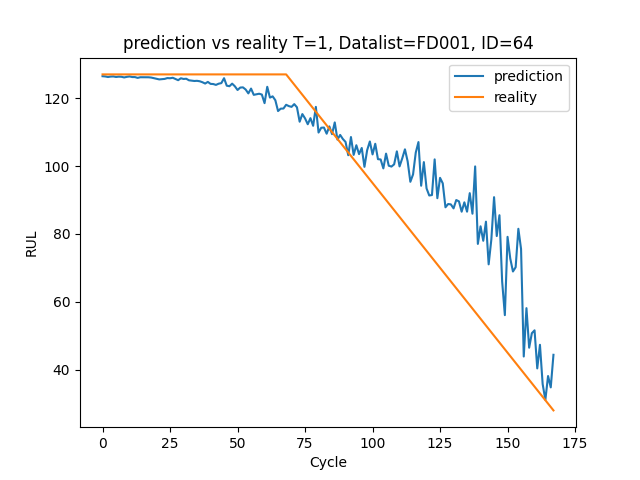 prediction vs reality T=1, Datalist=FD001, ID=64
prediction
reality
RUL
120
100
80
60
40
0 25 50 75 100 125 150 175
Cycle